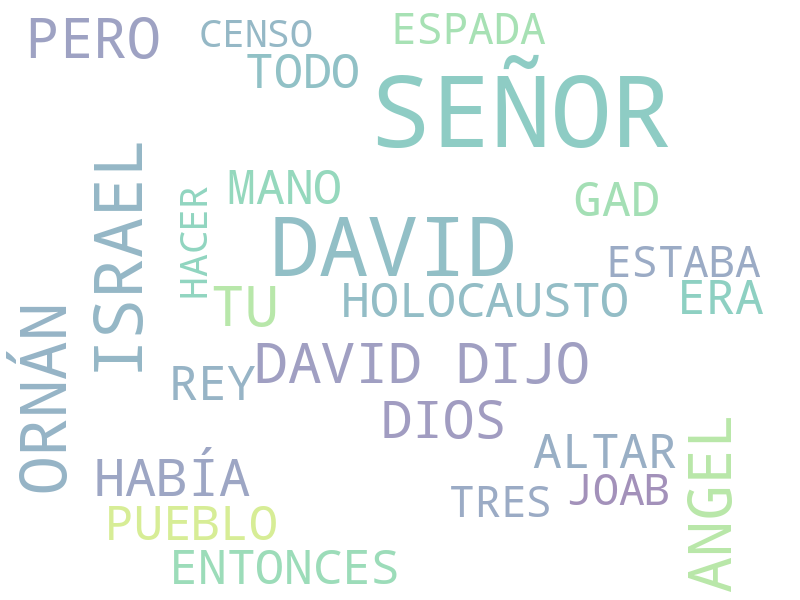 PERO
CENSO
ESPADA
TODO
SEÑOR
ISRAEL
MANO
HACER
GAD
DAVID
ESTABA
TU
HOLOCAUSTO
ERA
ORNÁN
REY
DAVID DIJO
DIOS
ALTAR
ANGEL
HABÍA
TRES
JOAB
PUEBLO
ENTONCES